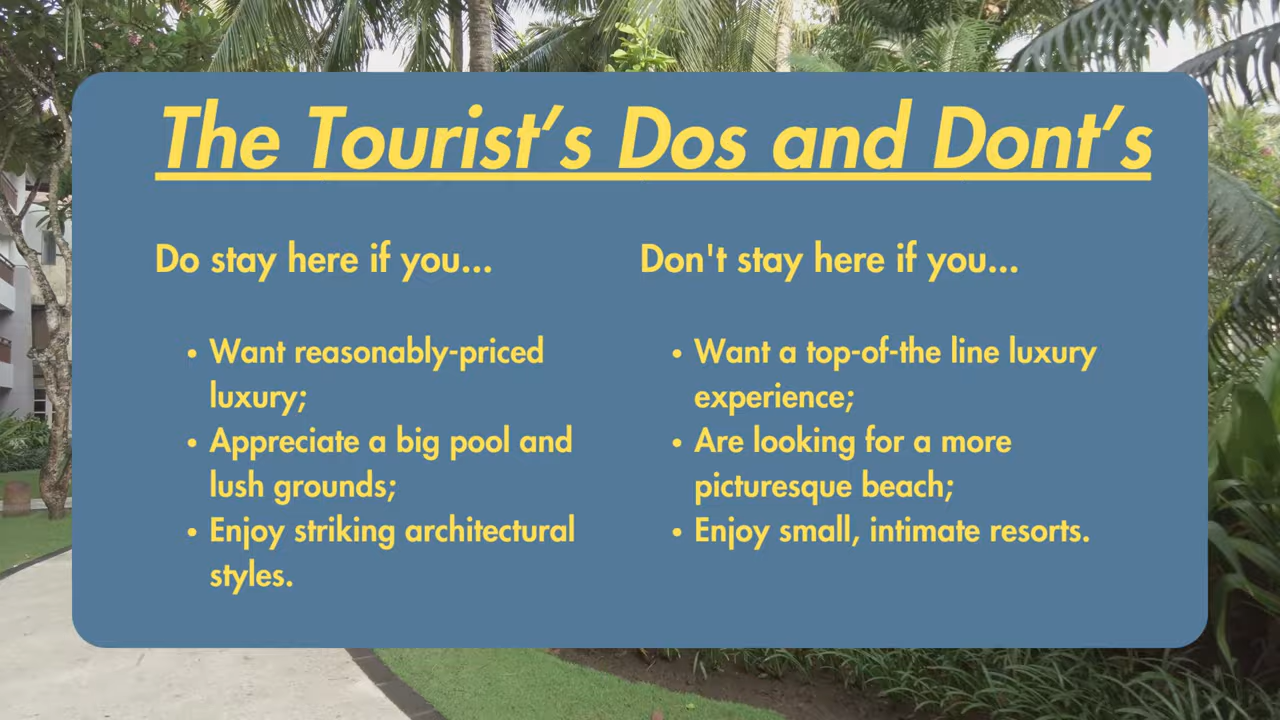 The Tourist’s Dos and Dont’s
Do stay here if you...
• Want reasonably-priced
luxury;
• Appreciate a big pool and
lush grounds;
• Enjoy striking architectural
styles.
Don't stay here if you...
• Want a top-of-the line luxury
experience;
• Are looking for a more
picturesque beach;
• Enjoy small, intimate resorts.